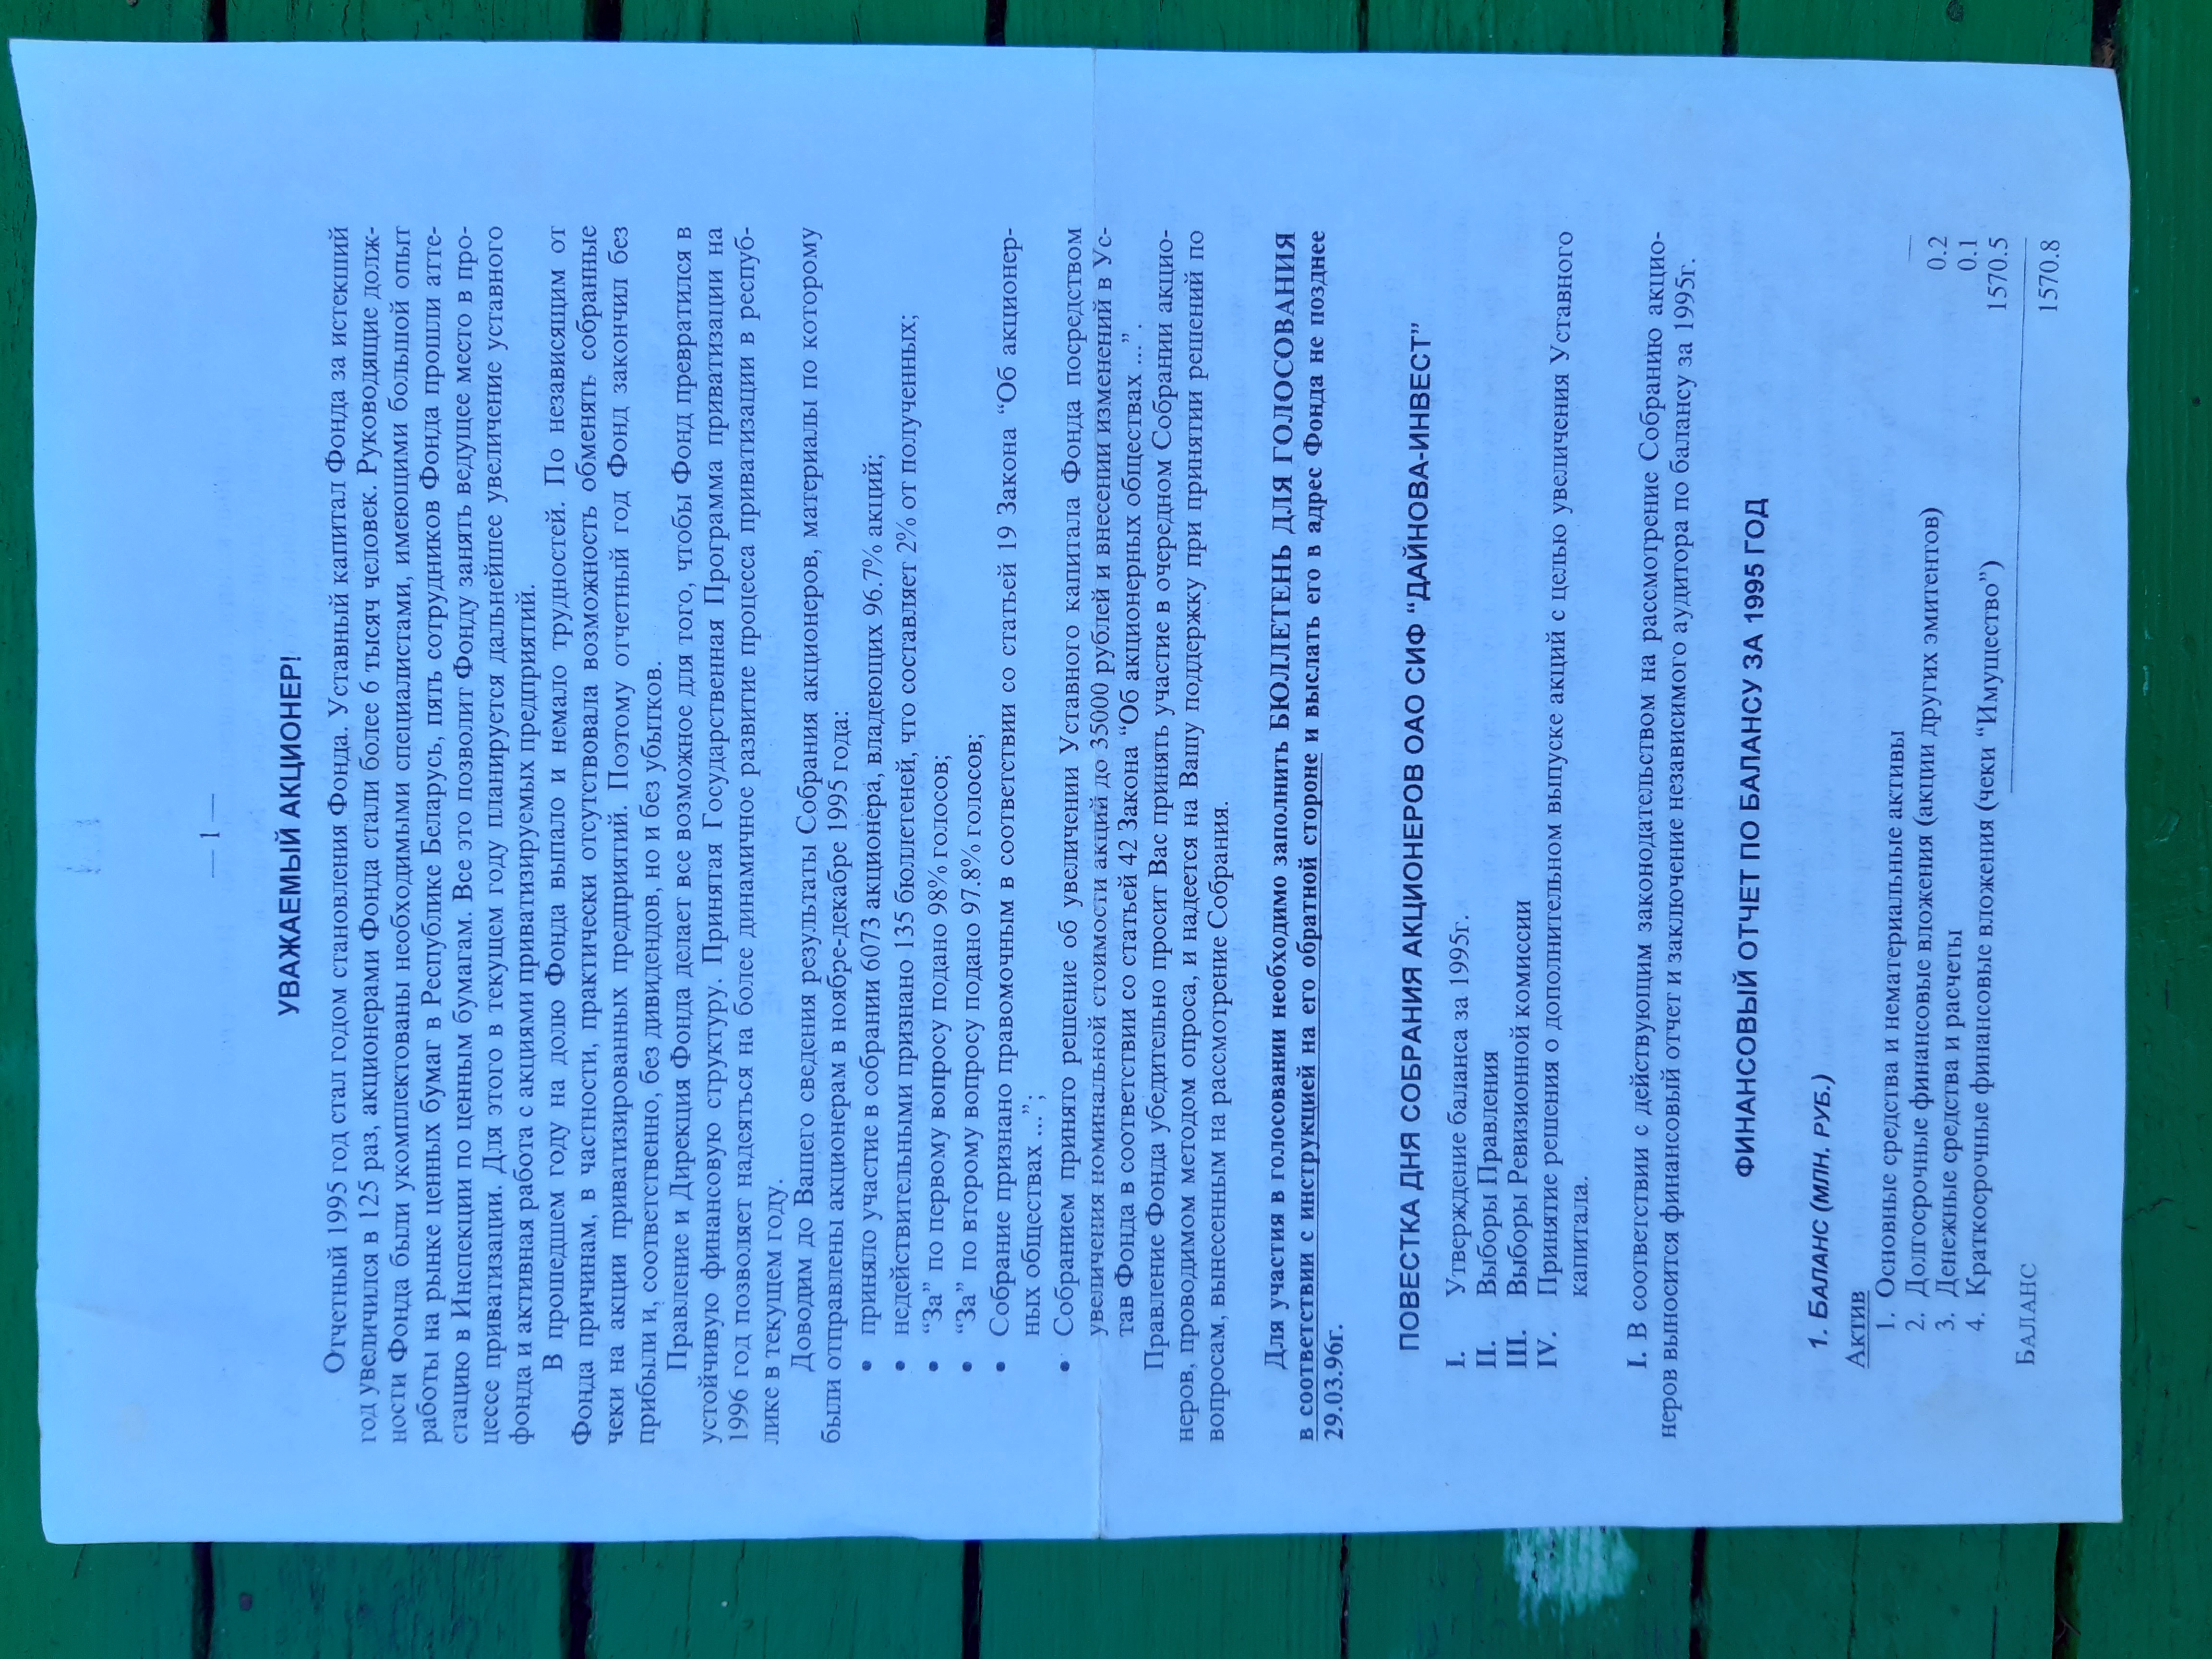 — 1 —
УВАЖАЕМЫЙ АКЦИОНЕР!
Отчетный 1995 год стал годом становления Фонда. Уставный капитал Фонда за истекший
год увеличился в 125 раз, акционерами Фонда стали более 6 тысяч человек. Руководящие долж-
ности Фонда были укомплектованы необходимыми специалистами, имеющими большой опыт
работы на рынке ценных бумаг в Республике Беларусь, пять сотрудников Фонда прошли атте-
стацию в Инспекции по ценным бумагам. Все это позволит Фонду занять ведущее место в про-
цессе приватизации. Для этого в текущем году планируется дальнейшее увеличение уставного
фонда и активная работа с акциями приватизируемых предприятий.
В прошедшем году на долю Фонда выпало и немало трудностей. По независящим от
Фонда причинам, в частности, практически отсутствовала возможность обменять собранные
чеки на акции приватизированных предприятий. Поэтому отчетный год Фонд закончил без
прибыли и, соответственно, без дивидендов, но и без убытков.
Правление и Дирекция Фонда делает все возможное для того, чтобы Фонд превратился в
устойчивую финансовую структуру. Принятая Государственная Программа приватизации на
1996 год позволяет надеяться на более динамичное развитие процесса приватизации в респуб-
лике в текущем году.
Доводим до Вашего сведения результаты Собрания акционеров, материалы по которому
были отправлены акционерам в ноябре-декабре 1995 года:
• приняло участие в собрании 6073 акционера, владеющих 96.7% акций;
• недействительными признано 135 бюллетеней, что составляет 2% от полученных;
• “За” по первому вопросу подано 98% голосов;
• “За” по второму вопросу подано 97.8% голосов;
• Собрание признано правомочным в соответствии со статьей 19 Закона “Об акционер-
ных обществах ...”;
• Собранием принято решение об увеличении Уставного капитала Фонда посредством
увеличения номинальной стоимости акций до 35000 рублей и внесении изменений в Ус-
тав Фонда в соответствии со статьей 42 Закона “Об акционерных обществах ...” .
Правление Фонда убедительно просит Вас принять участие в очередном Собрании акцио-
неров, проводимом методом опроса, и надеется на Вашу поддержку при принятии решений по
вопросам, вынесенным на рассмотрение Собрания.
Для участия в голосовании необходимо заполнить БЮЛЛЕТЕНЬ ДЛЯ ГОЛОСОВАНИЯ
в соответствии с инструкцией на его обратной стороне и выслать его в адрес Фонда не позднее
29.03.96г.
ПОВЕСТКА ДНЯ СОБРАНИЯ АКЦИОНЕРОВ ОАО СИФ “ДАЙНОВА-ИНВЕСТ”
I. Утверждение баланса за 1995г.
II. Выборы Правления
III. Выборы Ревизионной комиссии
IV. Принятие решения о дополнительном выпуске акций с целью увеличения Уставного
капитала.
I. В соответствии с действующим законодательством на рассмотрение Собранию акцио-
неров выносится финансовый отчет и заключение независимого аудитора по балансу за 1995г.
ФИНАНСОВЫЙ ОТЧЕТ ПО БАЛАНСУ ЗА 1995 ГОД
1. БАЛАНС (МЛН. РУБ.)
АКТИВ
1. Основные средства и нематериальные активы —
2. Долгосрочные финансовые вложения (акции других эмитентов) 0.2
3. Денежные средства и расчеты 0.1
4. Краткосрочные финансовые вложения (чеки “Имущество”) 1570.5
БАЛАНС 1570.8